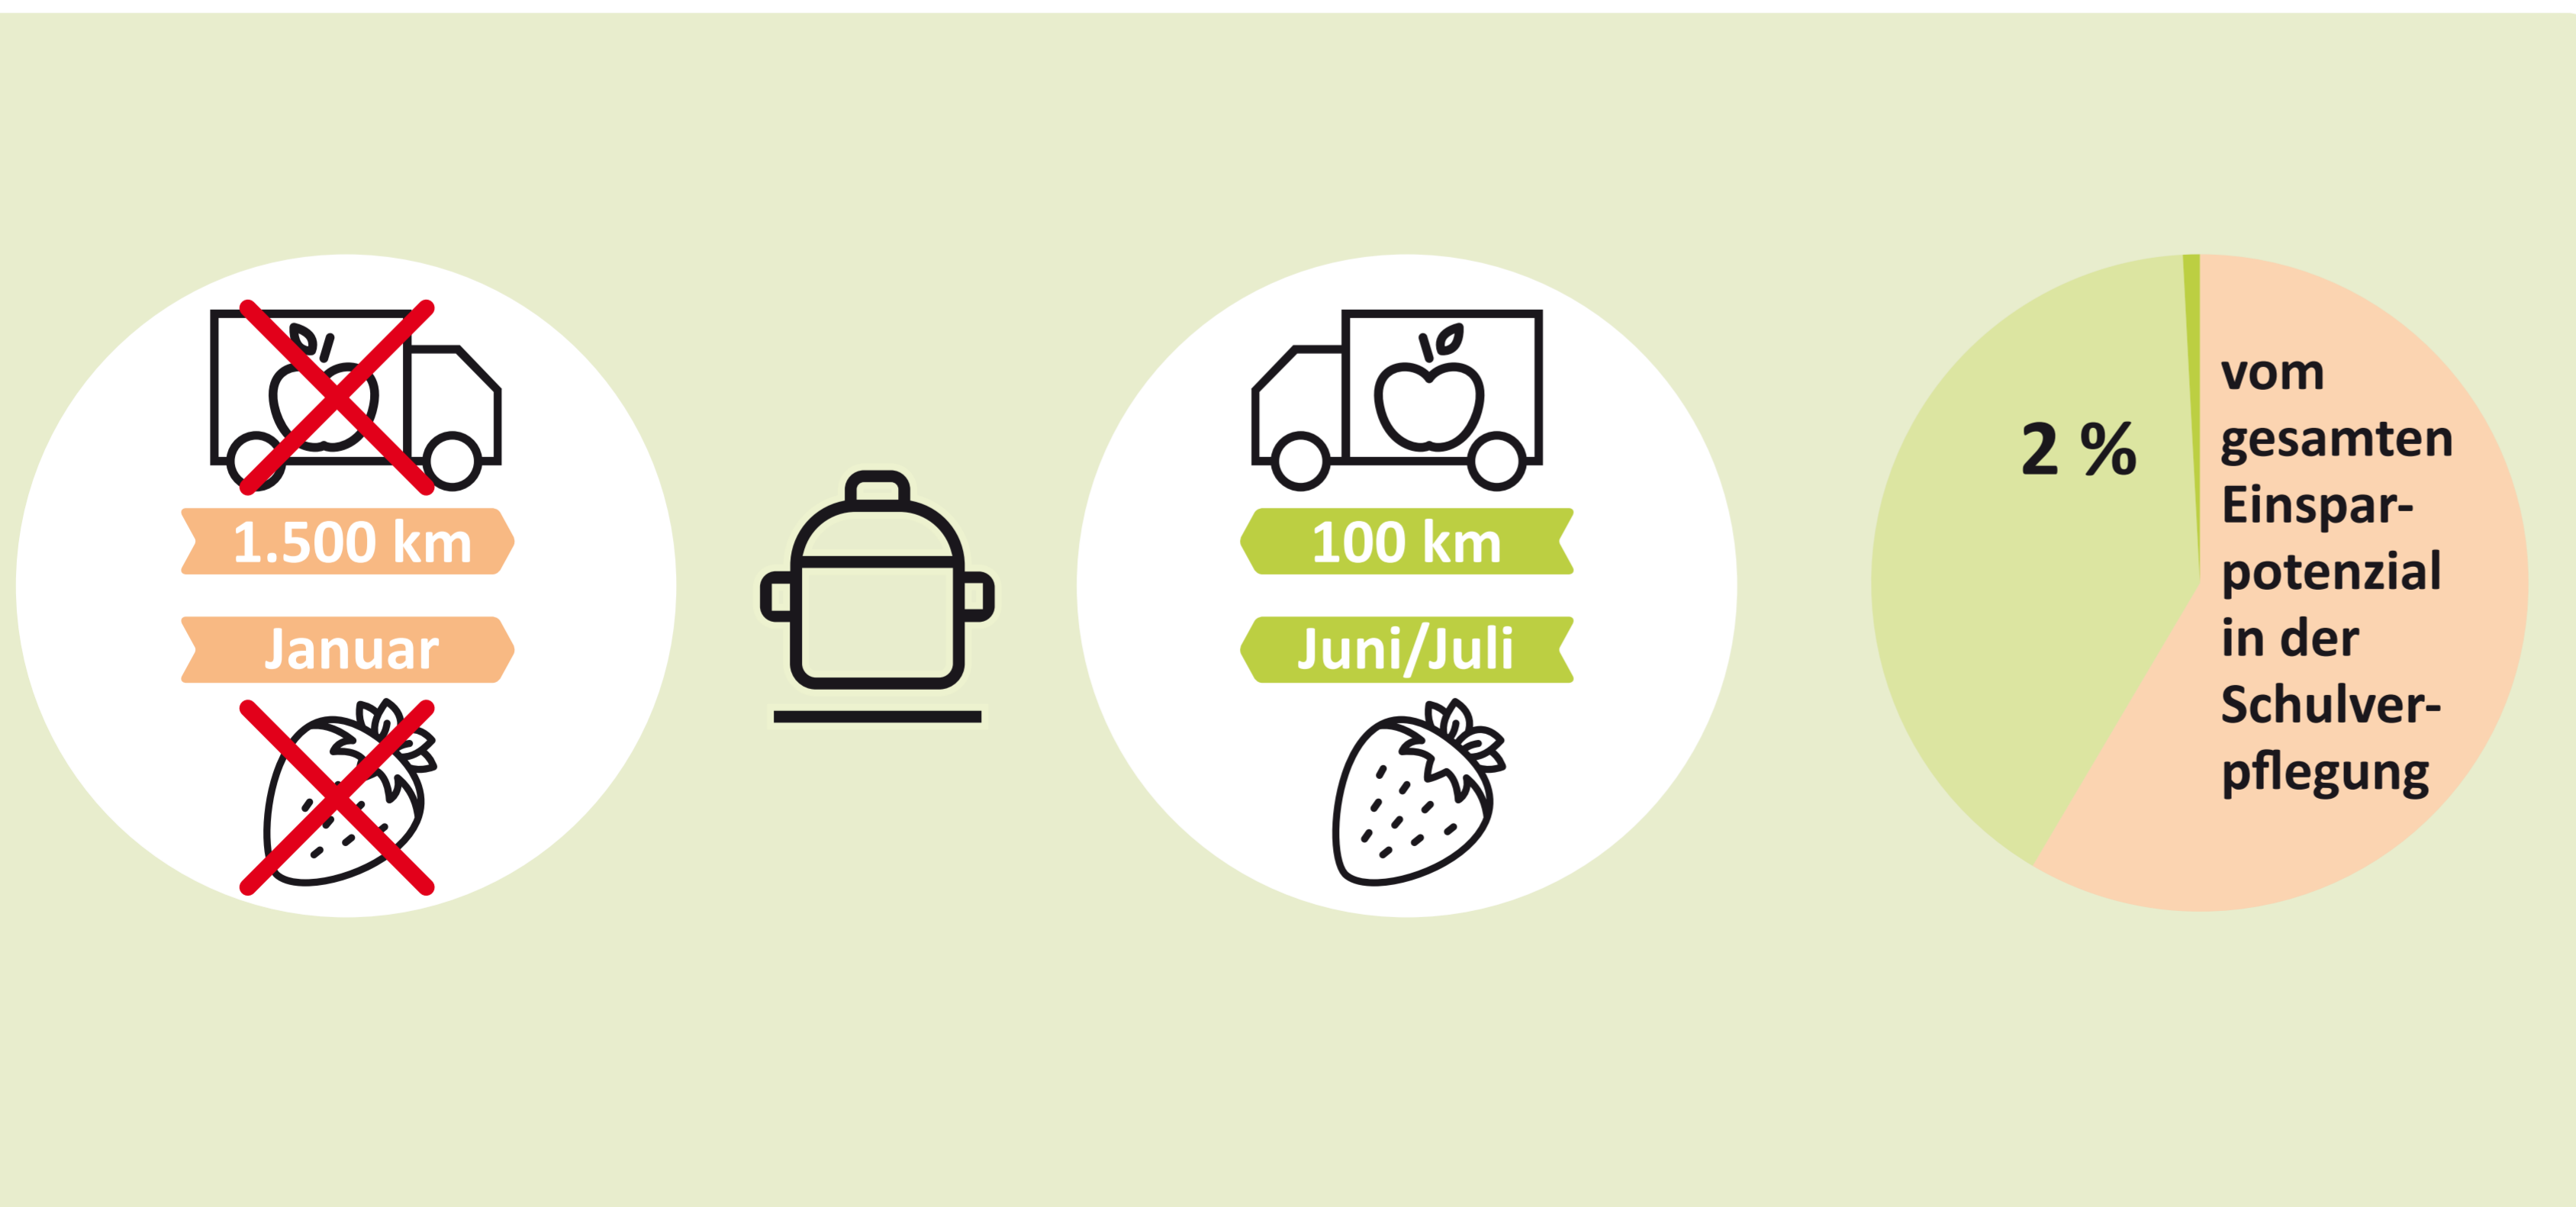 1.500 km
Januar
100 km
Juni/Juli
2 %
vom
gesamten
Einspar-
potenzial
in der
Schulver-
pflegung